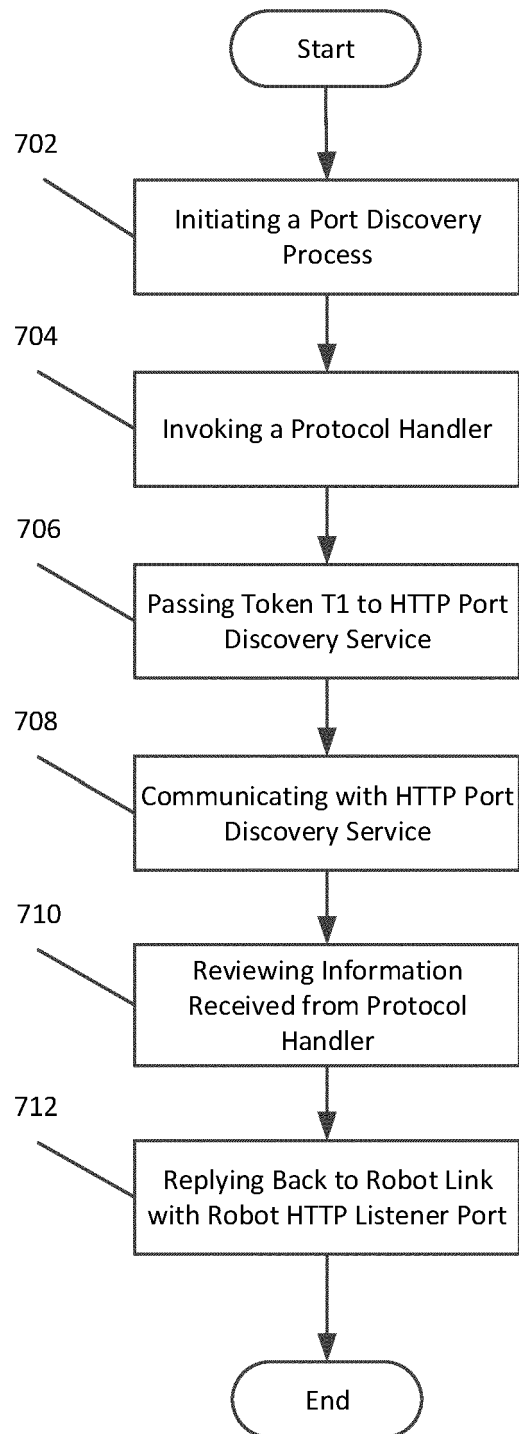 Start
702
Initiating a Port Discovery
Process
704
Invoking a Protocol Handler
706
Passing Token T1 to HTTP Port
Discovery Service
708
Communicating with HTTP Port
Discovery Service
710
Reviewing Information
Received from Protocol
Handler
712
Replying Back to Robot Link
with Robot HTTP Listener Port
End